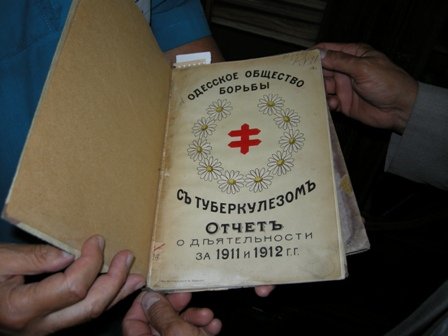 ОДЕССКОЕ ОБЩЕСТВО
БОРЬБЫ
СЪ ТУБЕРКУЛЕЗОМЪ
ОТЧЕТЪ
О ДѢЯТЕЛЬНОСТИ
ЗА 1911 И 1912 Г.Г.